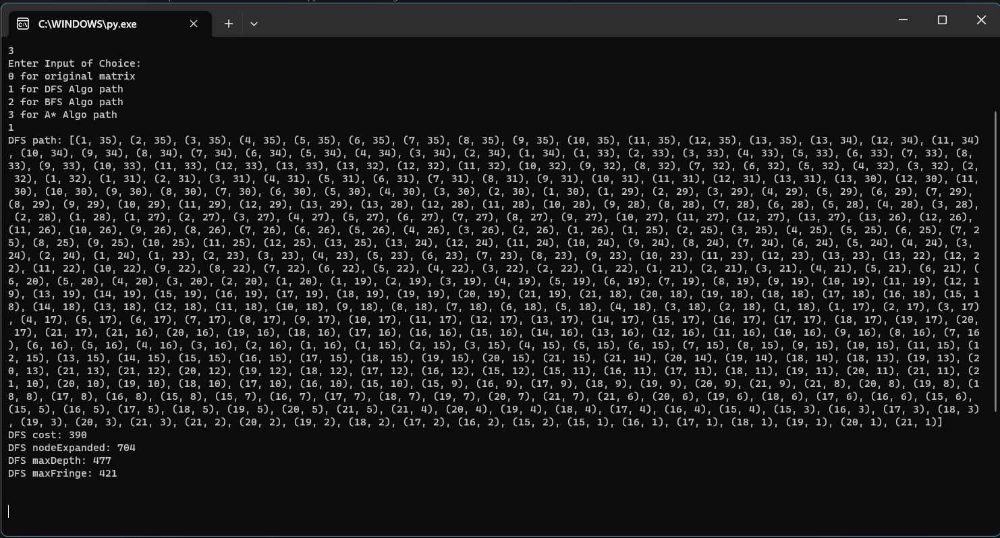 C:\WINDOWS\py.exe
3
Enter Input of Choice:
0 for original matrix
1 for DFS Algo path
2 for BFS Algo path
3 for A* Algo path
1
DFS path: [(1, 35), (2, 35), (3, 35), (4, 35), (5, 35), (6, 35), (7, 35), (8, 35), (9, 35), (10, 35), (11, 35), (12, 35), (13, 35), (13, 34), (12, 34), (11, 34)
, (10, 34), (9, 34), (8, 34), (7, 34), (6, 34), (5, 34), (4, 34), (3, 34), (2, 34), (1, 34), (1, 33), (2, 33), (3, 33), (4, 33), (5, 33), (6, 33), (7, 33), (8,
33), (9, 33), (10, 33), (11, 33), (12, 33), (13, 33), (13, 32), (12, 32), (11, 32), (10, 32), (9, 32), (8, 32), (7, 32), (6, 32), (5, 32), (4, 32), (3, 32), (2,
32), (1, 32), (1, 31), (2, 31), (3, 31), (4, 31), (5, 31), (6, 31), (7, 31), (8, 31), (9, 31), (10, 31), (11, 31), (12, 31), (13, 31), (13, 30), (12, 30), (11,
30), (10, 30), (9, 30), (8, 30), (7, 30), (6, 30), (5, 30), (4, 30), (3, 30), (2, 30), (1, 30), (1, 29), (2, 29), (3, 29), (4, 29), (5, 29), (6, 29), (7, 29),
(8, 29), (9, 29), (10, 29), (11, 29), (12, 29), (13, 29), (13, 28), (12, 28), (11, 28), (10, 28), (9, 28), (8, 28), (7, 28), (6, 28), (5, 28), (4, 28), (3, 28),
(2, 28), (1, 28), (1, 27), (2, 27), (3, 27), (4, 27), (5, 27), (6, 27), (7, 27), (8, 27), (9, 27), (10, 27), (11, 27), (12, 27), (13, 27), (13, 26), (12, 26),
(11, 26), (10, 26), (9, 26), (8, 26), (7, 26), (6, 26), (5, 26), (4, 26), (3, 26), (2, 26), (1, 26), (1, 25), (2, 25), (3, 25), (4, 25), (5, 25), (6, 25), (7, 2
5), (8, 25), (9, 25), (10, 25), (11, 25), (12, 25), (13, 25), (13, 24), (12, 24), (11, 24), (10, 24), (9, 24), (8, 24), (7, 24), (6, 24), (5, 24), (4, 24), (3,
24), (2, 24), (1, 24), (1, 23), (2, 23), (3, 23), (4, 23), (5, 23), (6, 23), (7, 23), (8, 23), (9, 23), (10, 23), (11, 23), (12, 23), (13, 23), (13, 22), (12, 2
2), (11, 22), (10, 22), (9, 22), (8, 22), (7, 22), (6, 22), (5, 22), (4, 22), (3, 22), (2, 22), (1, 22), (1, 21), (2, 21), (3, 21), (4, 21), (5, 21), (6, 21), (
6, 20), (5, 20), (4, 20), (3, 20), (2, 20), (1, 20), (1, 19), (2, 19), (3, 19), (4, 19), (5, 19), (6, 19), (7, 19), (8, 19), (9, 19), (10, 19), (11, 19), (12, 1
9), (13, 19), (14, 19), (15, 19), (16, 19), (17, 19), (18, 19), (19, 19), (20, 19), (21, 19), (21, 18), (20, 18), (19, 18), (18, 18), (17, 18), (16, 18), (15, 1
8), (14, 18), (13, 18), (12, 18), (11, 18), (10, 18), (9, 18), (8, 18), (7, 18), (6, 18), (5, 18), (4, 18), (3, 18), (2, 18), (1, 18), (1, 17), (2, 17), (3, 17)
, (4, 17), (5, 17), (6, 17), (7, 17), (8, 17), (9, 17), (10, 17), (11, 17), (12, 17), (13, 17), (14, 17), (15, 17), (16, 17), (17, 17), (18, 17), (19, 17), (20,
17), (21, 17), (21, 16), (20, 16), (19, 16), (18, 16), (17, 16), (16, 16), (15, 16), (14, 16), (13, 16), (12, 16), (11, 16), (10, 16), (9, 16), (8, 16), (7, 16
), (6, 16), (5, 16), (4, 16), (3, 16), (2, 16), (1, 16), (1, 15), (2, 15), (3, 15), (4, 15), (5, 15), (6, 15), (7, 15), (8, 15), (9, 15), (10, 15), (11, 15), (1
2, 15), (13, 15), (14, 15), (15, 15), (16, 15), (17, 15), (18, 15), (19, 15), (20, 15), (21, 15), (21, 14), (20, 14), (19, 14), (18, 14), (18, 13), (19, 13), (2
0, 13), (21, 13), (21, 12), (20, 12), (19, 12), (18, 12), (17, 12), (16, 12), (15, 12), (15, 11), (16, 11), (17, 11), (18, 11), (19, 11), (20, 11), (21, 11), (2
1, 10), (20, 10), (19, 10), (18, 10), (17, 10), (16, 10), (15, 10), (15, 9), (16, 9), (17, 9), (18, 9), (19, 9), (20, 9), (21, 9), (21, 8), (20, 8), (19, 8), (1
8, 8), (17, 8), (16, 8), (15, 8), (15, 7), (16, 7), (17, 7), (18, 7), (19, 7), (20, 7), (21, 7), (21, 6), (20, 6), (19, 6), (18, 6), (17, 6), (16, 6), (15, 6),
(15, 5), (16, 5), (17, 5), (18, 5), (19, 5), (20, 5), (21, 5), (21, 4), (20, 4), (19, 4), (18, 4), (17, 4), (16, 4), (15, 4), (15, 3), (16, 3), (17, 3), (18, 3)
, (19, 3), (20, 3), (21, 3), (21, 2), (20, 2), (19, 2), (18, 2), (17, 2), (16, 2), (15, 2), (15, 1), (16, 1), (17, 1), (18, 1), (19, 1), (20, 1), (21, 1)]
DFS cost: 390
DFS nodeExpanded: 704
DFS maxDepth: 477
DFS maxFringe: 421